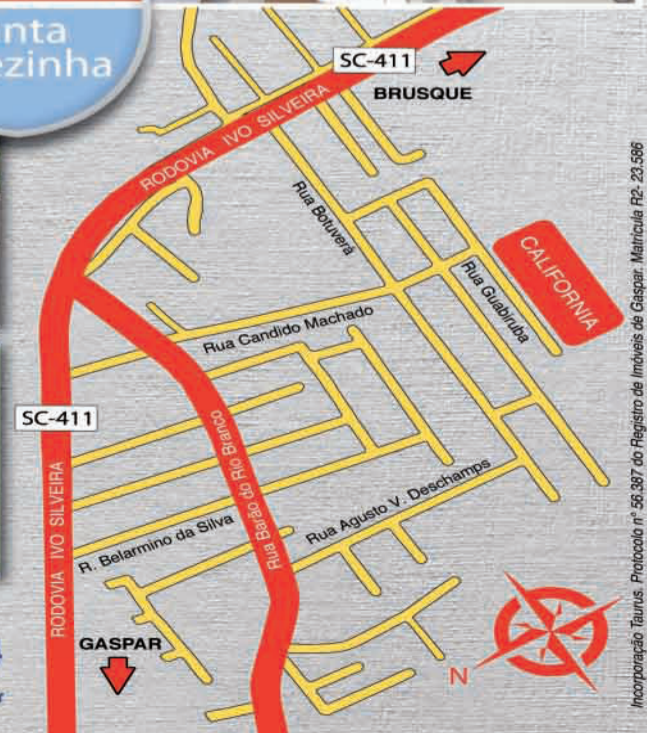 SC-411
BRUSQUE
RODOVIA IVO SILVEIRA
Rua Botuverá
CALIFORNIA
Rua Guabiruba
Rua Candido Machado
SC-411
Rua Barão do Rio Branco
RODOVIA IVO SILVEIRA
Rua Agusto V. Deschamps
R. Belarmino da Silva
GASPAR
N
Incorporação Taurus. Protocolo nº 56.387 do Registro de Imóveis de Gaspar. Matrícula R2- 23.586